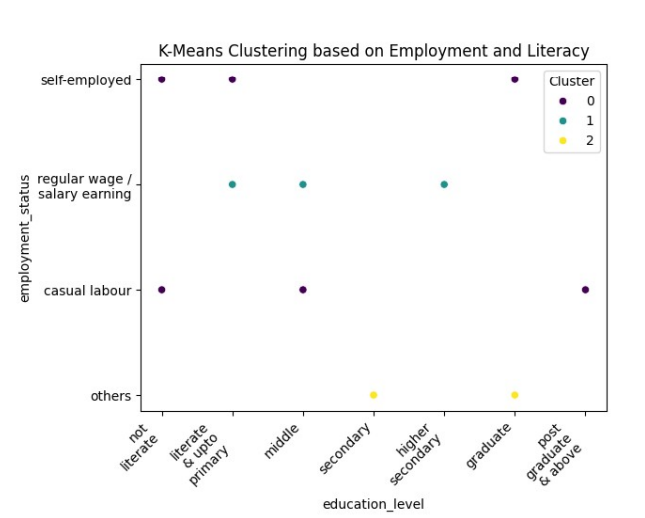 K-Means Clustering based on Employment and Literacy
Cluster
0
1
2
employment_status
self-employed
regular wage /
salary earning
casual labour
others
not
literate
literate
& upto
primary
middle
secondary
higher
secondary
graduate
post
graduate
& above
education_level